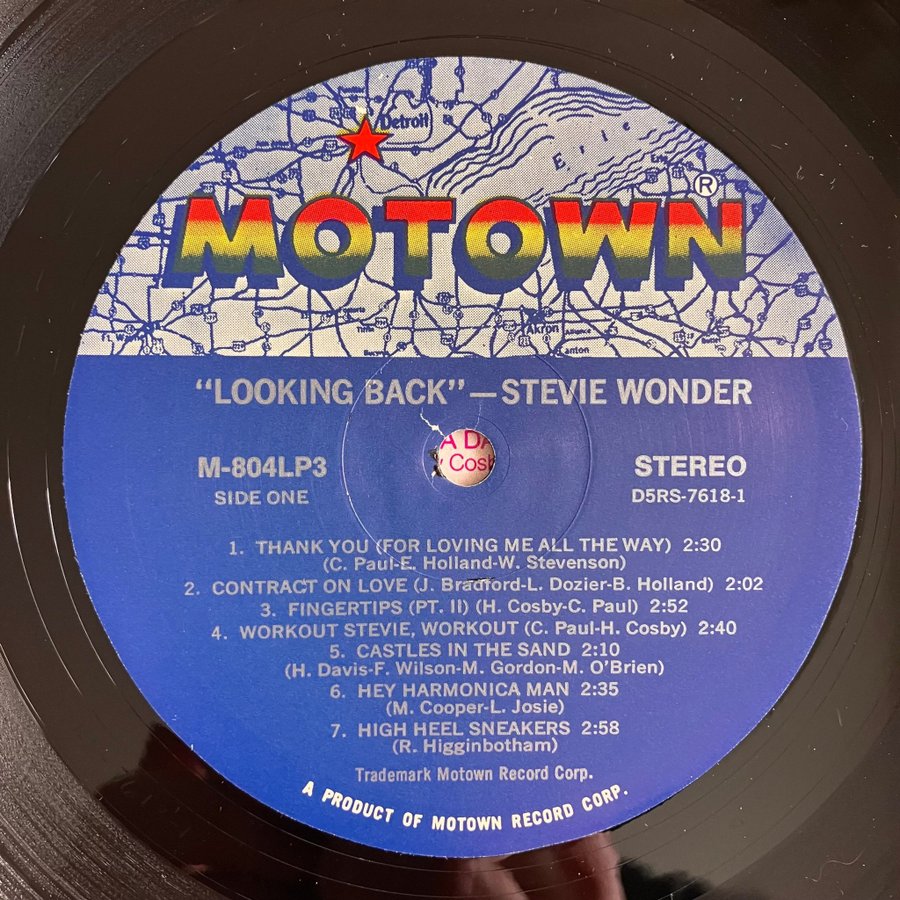 Detroit
Erie
®
MOTOWN
Akron
"LOOKING BACK"—STEVIE WONDER
A DA
Cosb
M-804LP3
STEREO
SIDE ONE
D5RS-7618-1
1. THANK YOU (FOR LOVING ME ALL THE WAY) 2:30
(C. Paul-E. Holland-W. Stevenson)
2. CONTRACT ON LOVE (J. Bradford-L. Dozier-B. Holland) 2:02
3. FINGERTIPS (PT. II) (H. Cosby-C. Paul) 2:52
4. WORKOUT STEVIE, WORKOUT (C. Paul-H. Cosby) 2:40
5. CASTLES IN THE SAND 2:10
(H. Davis-F. Wilson-M. Gordon-M. O'Brien)
6. HEY HARMONICA MAN 2:35
(M. Cooper-L. Josie)
7. HIGH HEEL SNEAKERS 2:58
(R. Higginbotham)
Trademark Motown Record Corp.
A PRODUCT OF MOTOWN RECORD CORP.